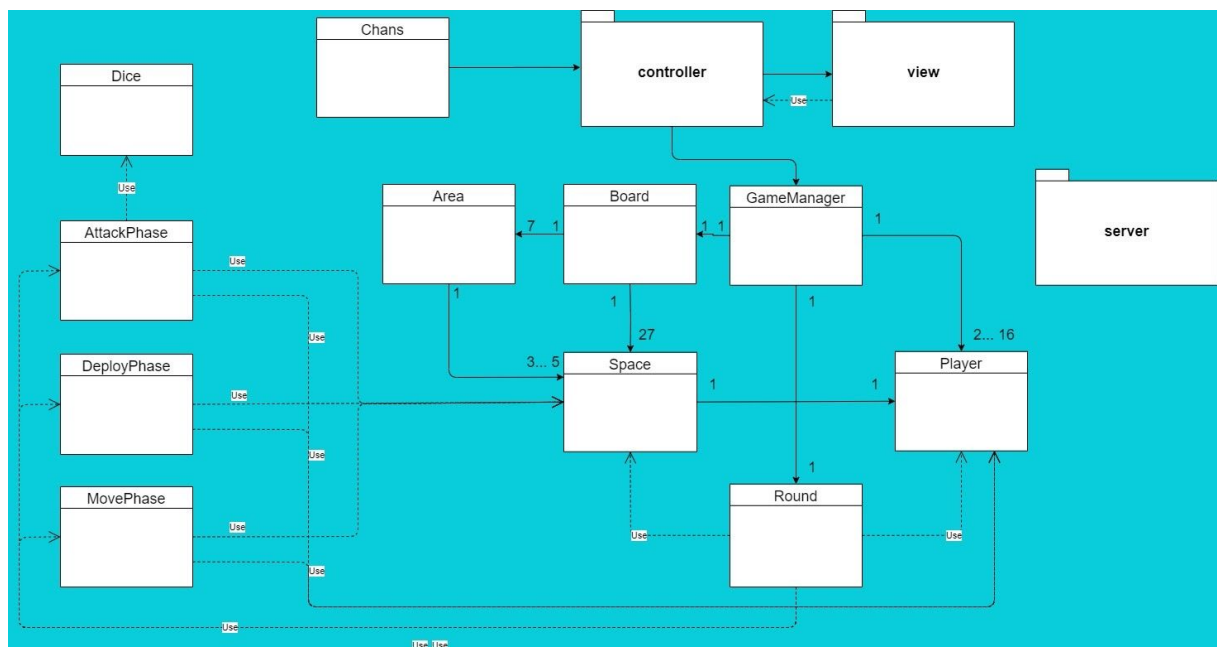 Chans
controller
view
Use
Dice
Use
Area
Board
GameManager
server
7 1
1 1
1
AttackPhase
Use
1
1
1
Use
27
2... 16
DeployPhase
3... 5
Space
Player
Use
1
1
Use
1
MovePhase
Round
Use
Use
Use
Use
Use
Use Use